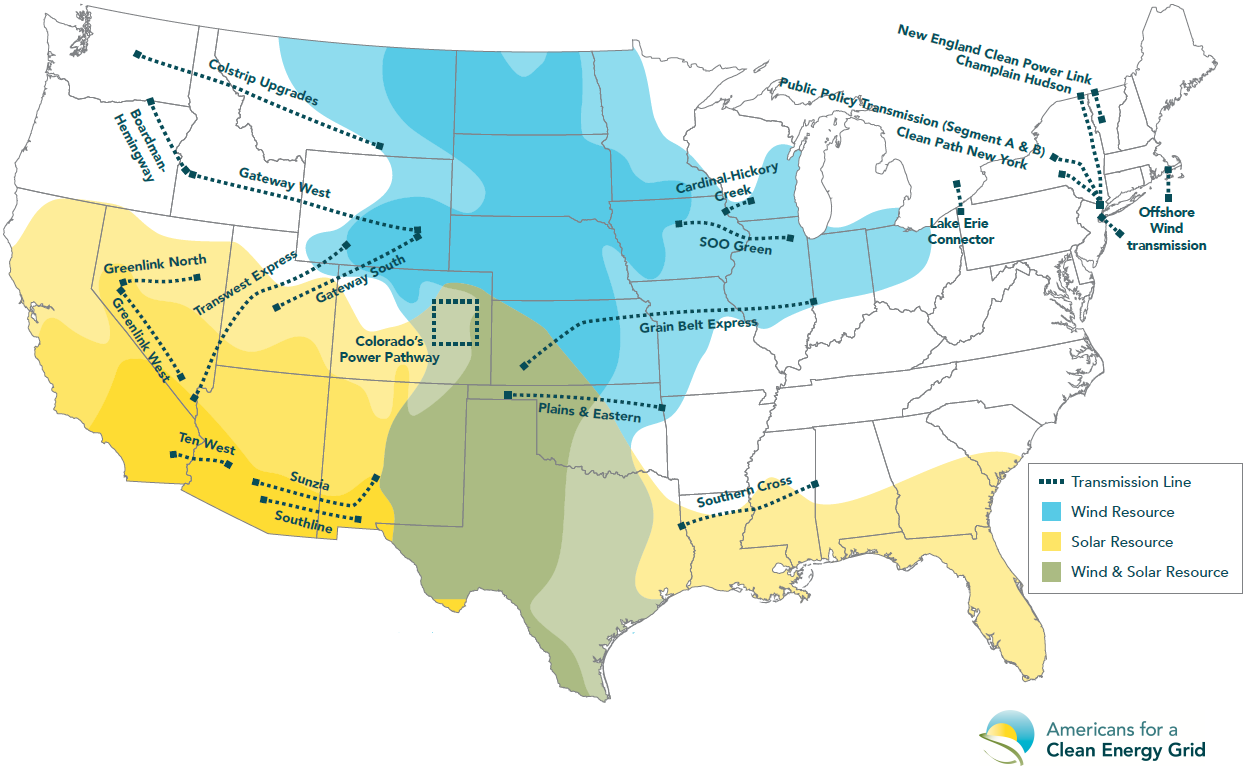 New England Clean Power Link
Champlain Hudson
Public Policy Transmission (Segment A & B)
Clean Path New York
Colstrip Upgrades
Boardman-
Hemingway
Gateway West
Cardinal-Hickory
Creek
SOO Green
Lake Erie
Connector
Offshore
Wind
transmission
Greenlink North
Transwest Express
Gateway South
Greenlink West
Colorado's
Power Pathway
Grain Belt Express
Plains & Eastern
Ten West
Sunzia
Southline
Southern Cross
Transmission Line
Wind Resource
Solar Resource
Wind & Solar Resource
Americans for a
Clean Energy Grid